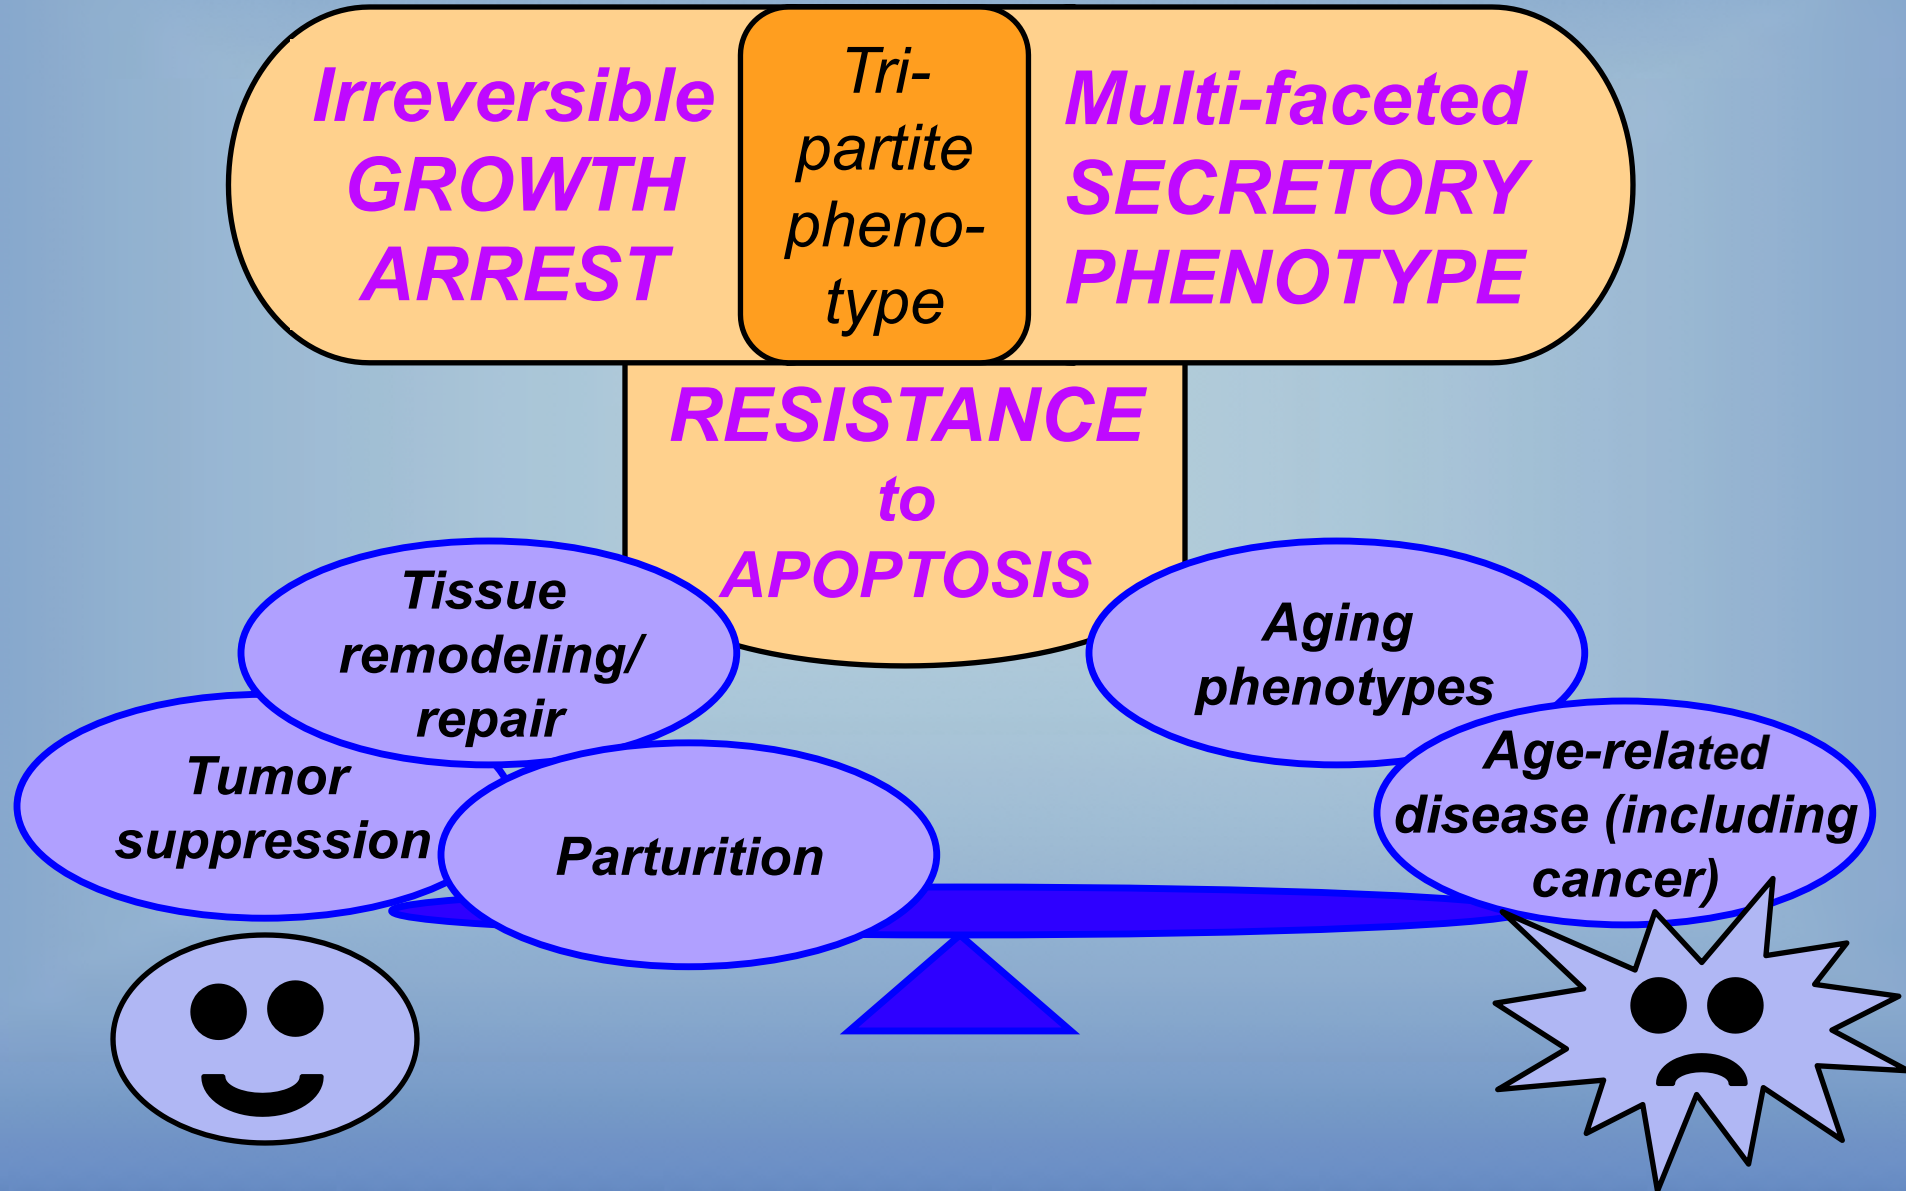 Irreversible
GROWTH
ARREST
Tri-
partite
pheno-
type
Multi-faceted
SECRETORY
PHENOTYPE
RESISTANCE
to
APOPTOSIS
Tissue
remodeling/
repair
Tumor
suppression
Parturition
Aging
phenotypes
Age-related
disease (including
cancer)